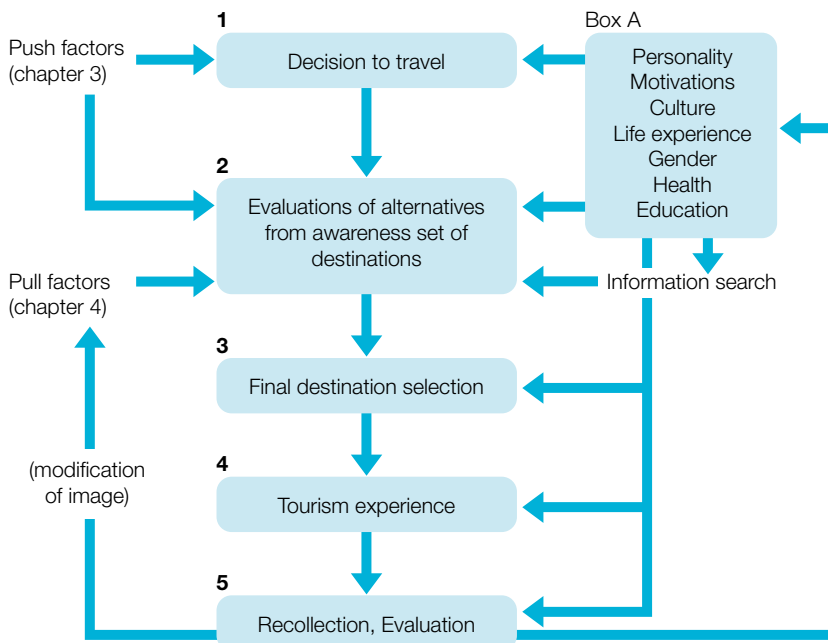 1
Decision to travel
Push factors
(chapter 3)
Box A
Personality
Motivations
Culture
Life experience
Gender
Health
Education
2
Evaluations of alternatives
from awareness set of
destinations
Pull factors
(chapter 4)
Information search
3
Final destination selection
(modification
of image)
4
Tourism experience
5
Recollection, Evaluation